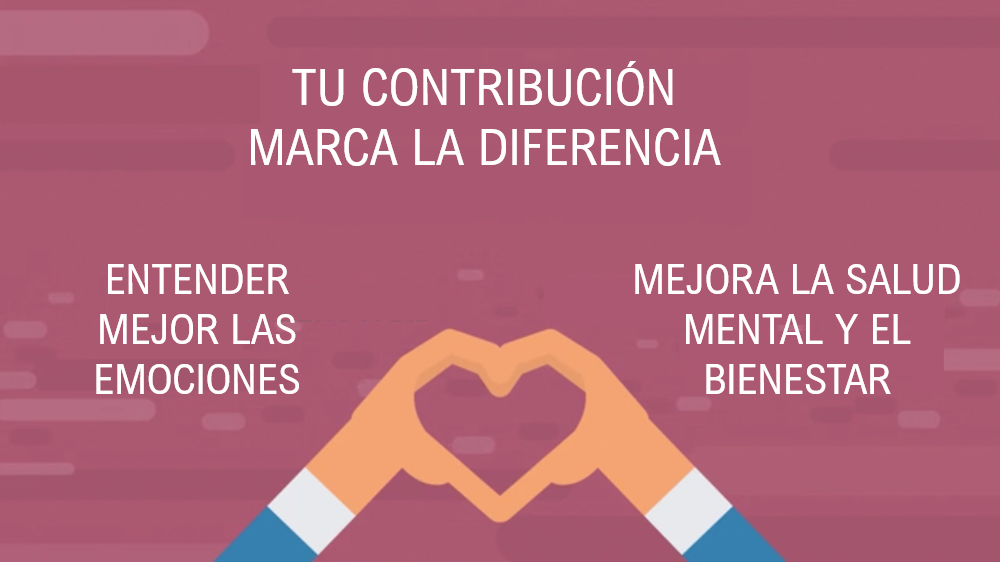 TU CONTRIBUCIÓN
MARCA LA DIFERENCIA
ENTENDER
MEJOR LAS
EMOCIONES
MEJORA LA SALUD
MENTAL Y EL
BIENESTAR